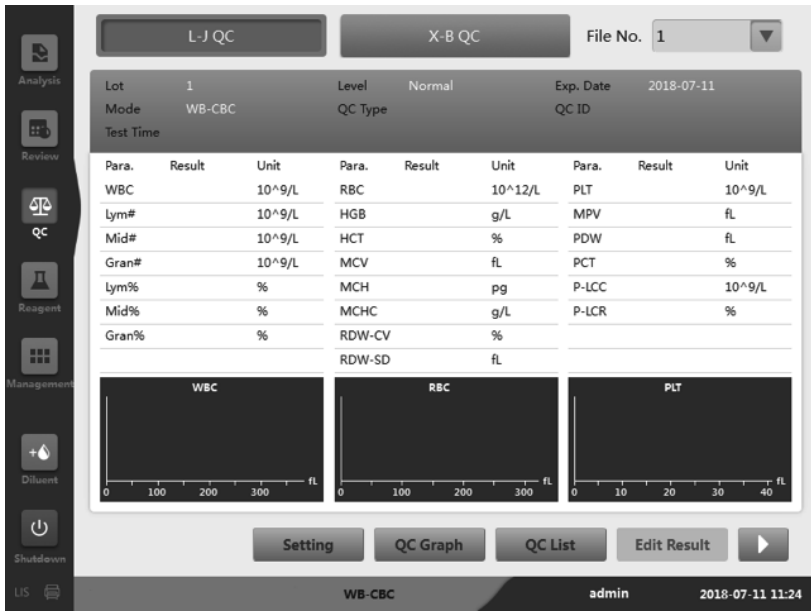 L-J QC
X-B QC
File No. 1
Analysis
Review
QC
Reagent
Management
Diluent
Shutdown
LIS
Lot 1 Level Normal Exp. Date 2018-07-11
Mode WB-CBC QC Type QC ID
Test Time
Para. Result Unit Para. Result Unit Para. Result Unit
WBC 10^9/L RBC 10^12/L PLT 10^9/L
Lym# 10^9/L HGB g/L MPV fL
Mid# 10^9/L HCT % PDW fL
Gran# 10^9/L MCV fL PCT %
Lym% % MCH pg P-LCC 10^9/L
Mid% % MCHC g/L P-LCR %
Gran% % RDW-CV %
RDW-SD fL
WBC
fL
0 100 200 300
RBC
fL
0 100 200 300
PLT
fL
0 10 20 30 40
Setting
QC Graph
QC List
Edit Result
WB-CBC
admin
2018-07-11 11:24